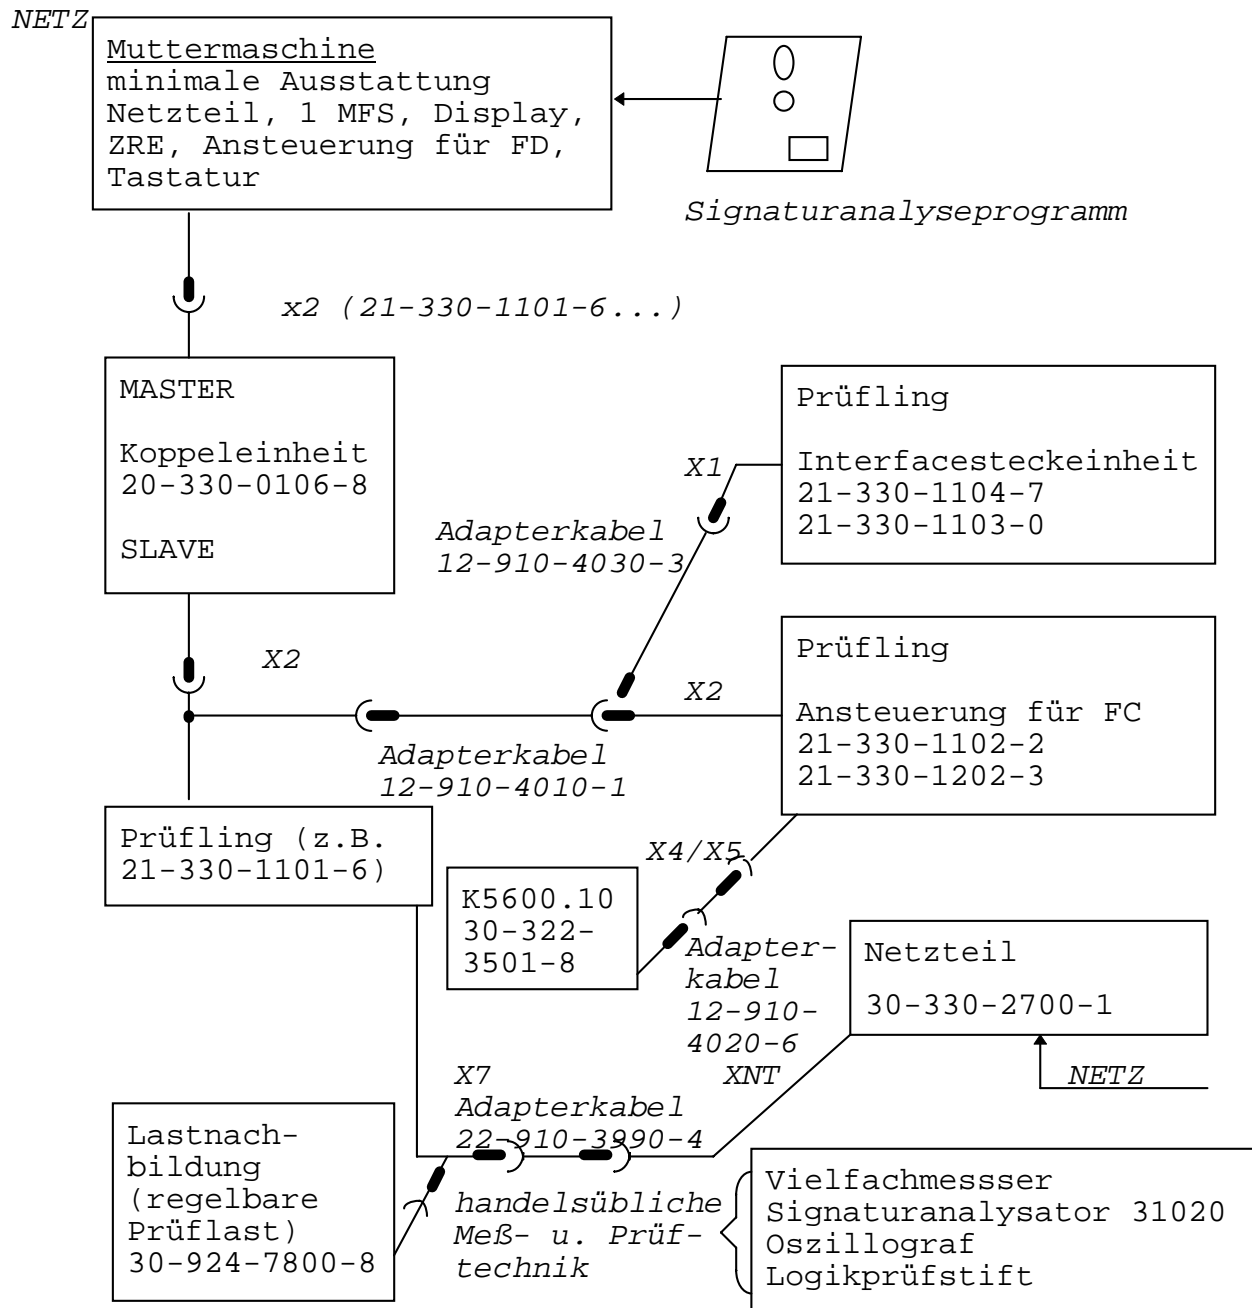 NETZ
Muttermaschine
minimale Ausstattung
Netzteil, 1 MFS, Display,
ZRE, Ansteuerung für FD,
Tastatur
Signaturanalyseprogramm
x2 (21-330-1101-6...)
MASTER
Koppeleinheit
20-330-0106-8
SLAVE
Prüfling
Interfacesteckeinheit
21-330-1104-7
21-330-1103-0
X1
Adapterkabel
12-910-4030-3
X2
X2
Prüfling
Ansteuerung für FC
21-330-1102-2
21-330-1202-3
Adapterkabel
12-910-4010-1
Prüfling (z.B.
21-330-1101-6)
X4/X5
K5600.10
30-322-
3501-8
Adapter-
kabel
12-910-
4020-6
Netzteil
30-330-2700-1
NETZ
X7
XNT
Adapterkabel
22-910-3990-4
Lastnach-
bildung
(regelbare
Prüflast)
30-924-7800-8
handelsübliche
Meß- u. Prüf-
technik
Vielfachmessser
Signaturanalysator 31020
Oszillograf
Logikprüfstift